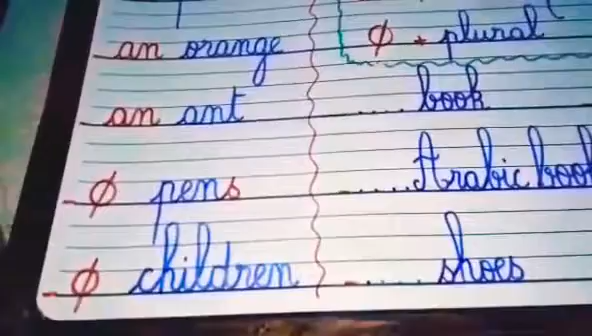 an orange
an ant
φ pens
φ children
φ + plural
..... book
..... Arabic book
..... shoes